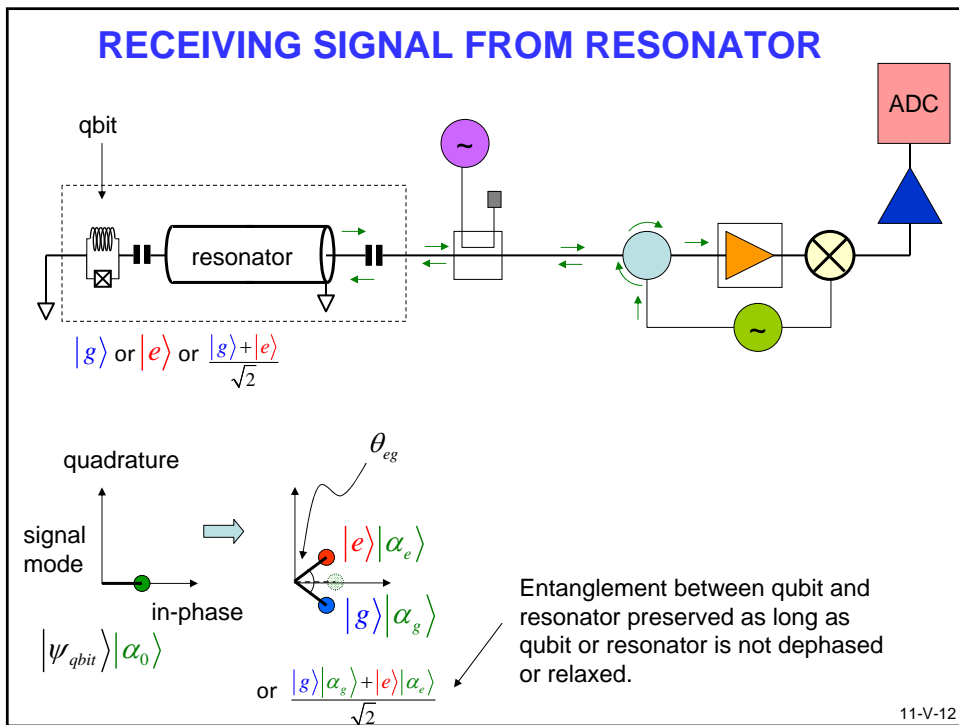 RECEIVING SIGNAL FROM RESONATOR
ADC
qbit
~
resonator
~
|g⟩ or |e⟩ or (|g⟩+|e⟩)/√2
quadrature
θ_eg
signal
mode
|e⟩|α_e⟩
in-phase
|g⟩|α_g⟩
|ψ_qbit⟩|α_0⟩
or (|g⟩|α_g⟩+|e⟩|α_e⟩)/√2
Entanglement between qubit and
resonator preserved as long as
qubit or resonator is not dephased
or relaxed.
11-V-12